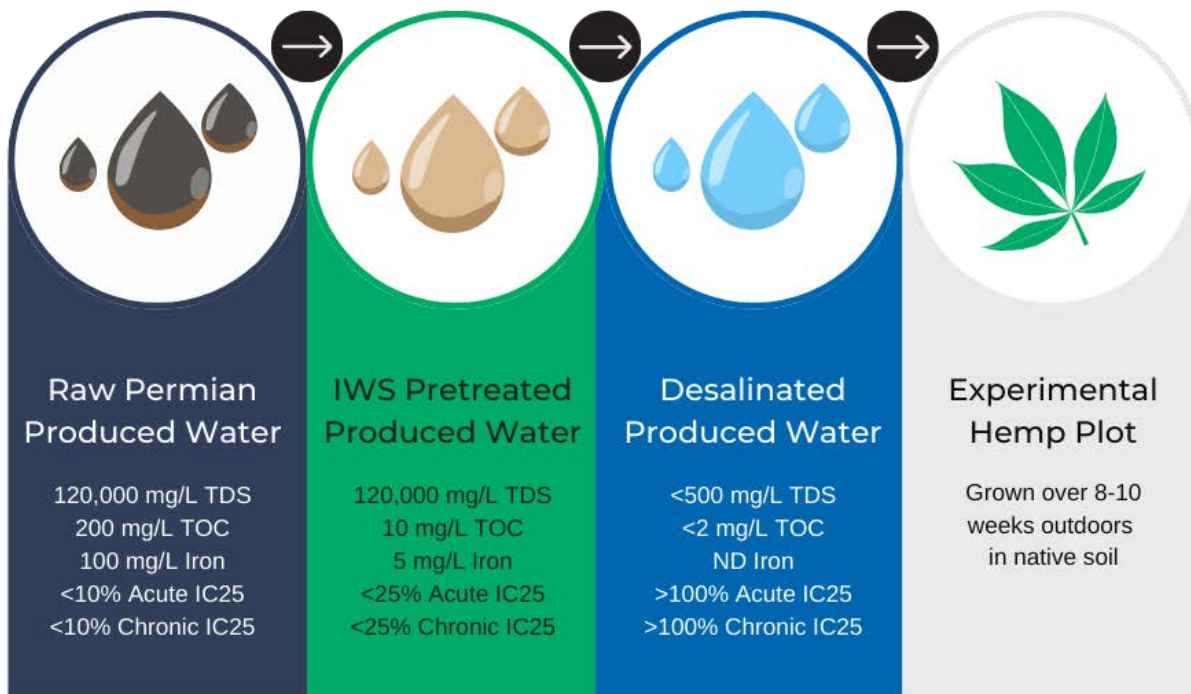 Raw Permian
Produced Water
120,000 mg/L TDS
200 mg/L TOC
100 mg/L Iron
<10% Acute IC25
<10% Chronic IC25
IWS Pretreated
Produced Water
120,000 mg/L TDS
10 mg/L TOC
5 mg/L Iron
<25% Acute IC25
<25% Chronic IC25
Desalinated
Produced Water
<500 mg/L TDS
<2 mg/L TOC
ND Iron
>100% Acute IC25
>100% Chronic IC25
Experimental
Hemp Plot
Grown over 8-10
weeks outdoors
in native soil